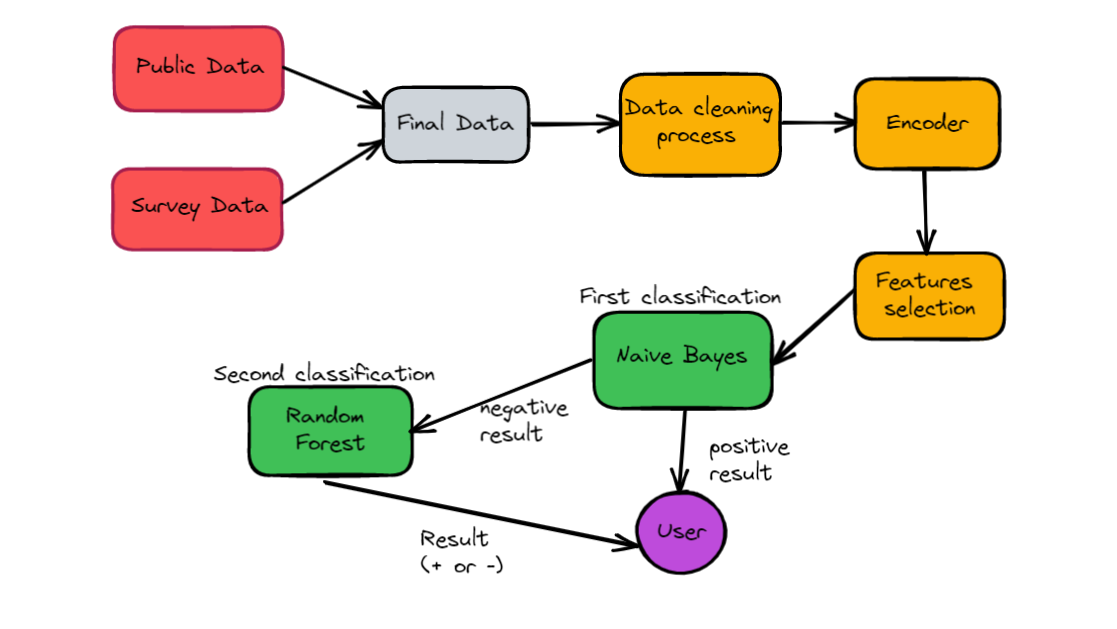 Public Data
Final Data
Data cleaning
process
Encoder
Survey Data
Features
selection
First classification
Naive Bayes
Second classification
Random
Forest
negative
result
positive
result
User
Result
(+ or -)